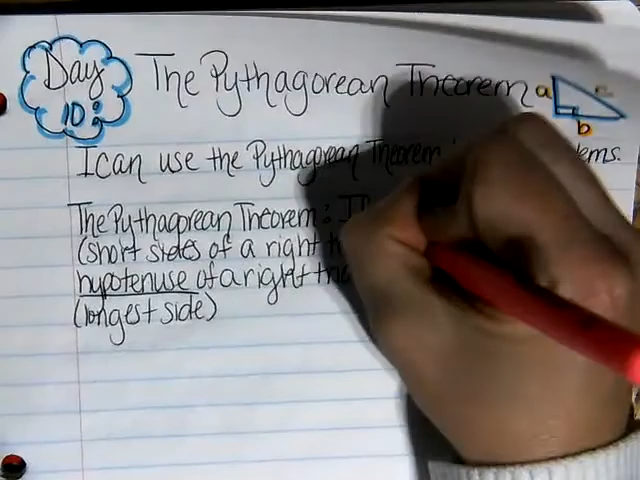 Day 10: The Pythagorean Theorem
a c
b
I can use the Pythagorean Theorem
The Pythagorean Theorem: If
(short sides of a right
hypotenuse of a right
(longest side)